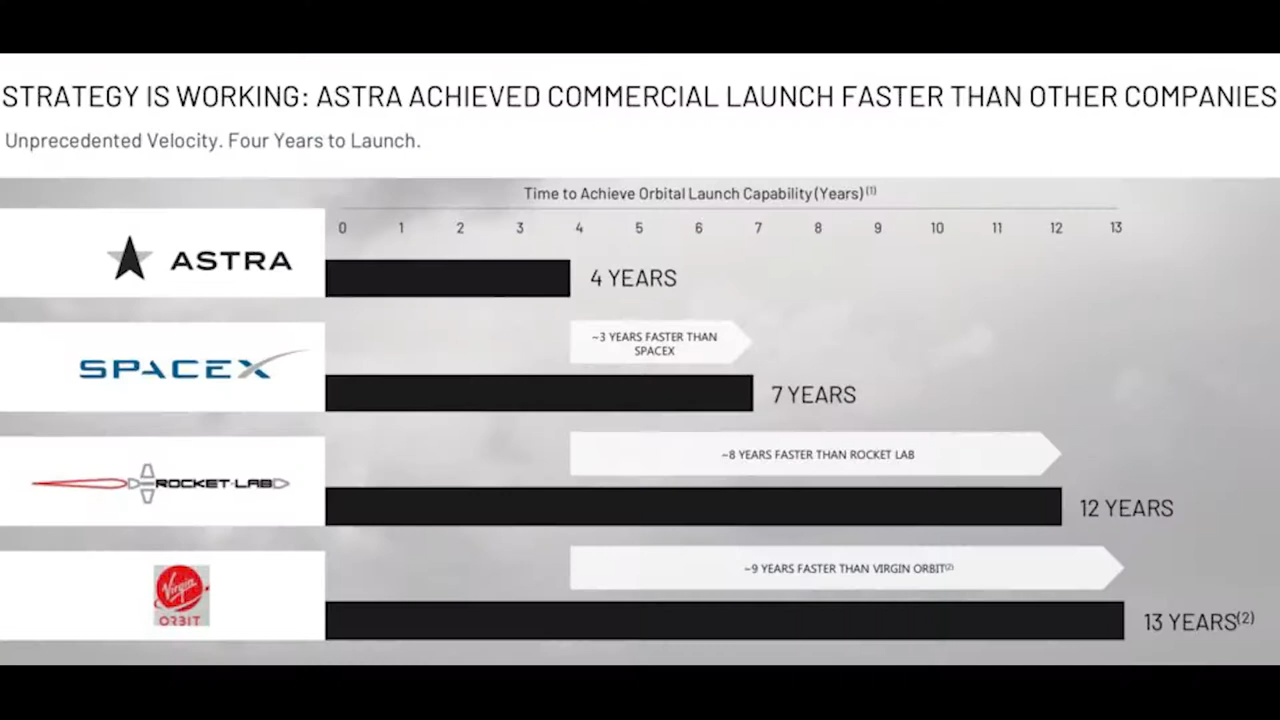 STRATEGY IS WORKING: ASTRA ACHIEVED COMMERCIAL LAUNCH FASTER THAN OTHER COMPANIES
Unprecedented Velocity. Four Years to Launch.
Time to Achieve Orbital Launch Capability (Years) (1)
0 1 2 3 4 5 6 7 8 9 10 11 12 13
ASTRA
4 YEARS
~3 YEARS FASTER THAN
SPACEX
SPACEX
7 YEARS
~8 YEARS FASTER THAN ROCKET LAB
ROCKET LAB
12 YEARS
~9 YEARS FASTER THAN VIRGIN ORBIT(2)
Virgin
ORBIT
13 YEARS(2)